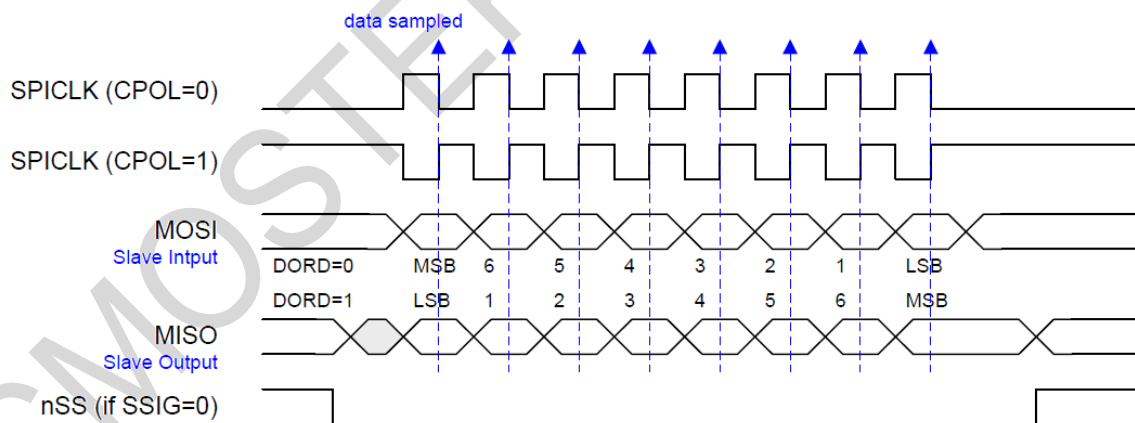 data sampled
SPICLK (CPOL=0)
SPICLK (CPOL=1)
MOSI
Slave Intput
DORD=0 MSB 6 5 4 3 2 1 LSB
DORD=1 LSB 1 2 3 4 5 6 MSB
MISO
Slave Output
nSS (if SSIG=0)